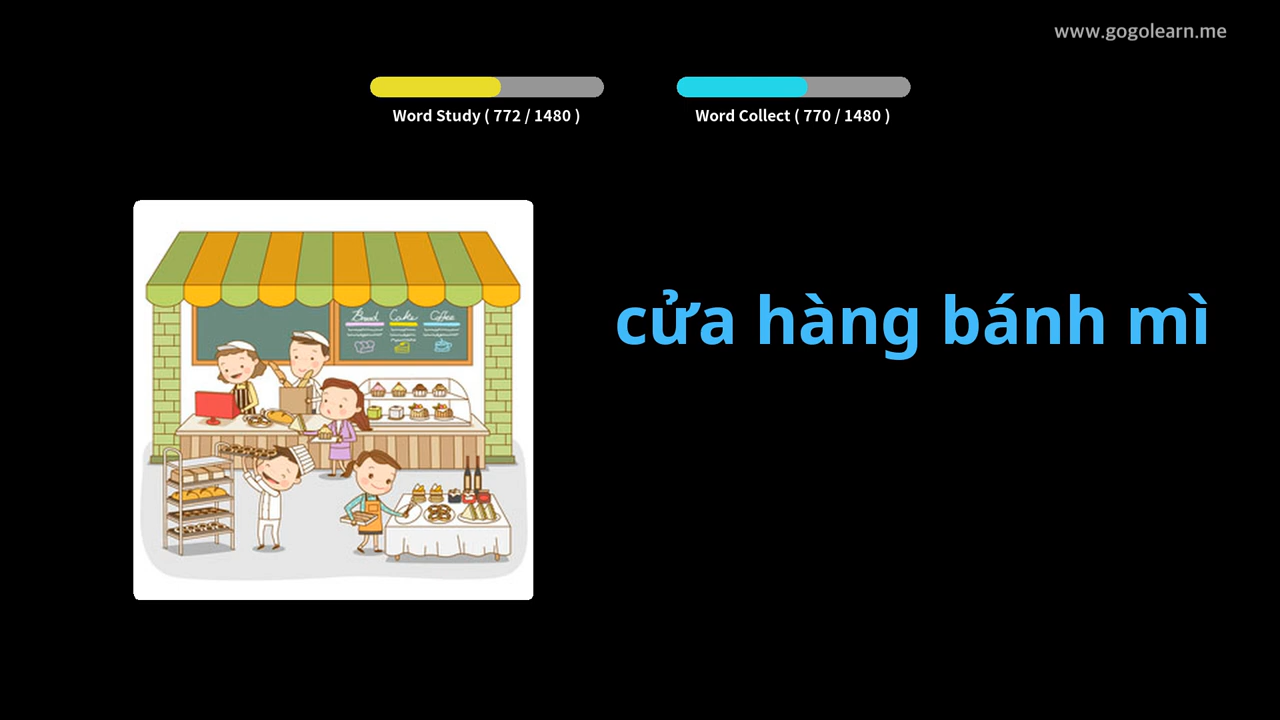 www.gogolearn.me
Word Study ( 772 / 1480 )
Word Collect ( 770 / 1480 )
Bread Cake Coffee
cửa hàng bánh mì